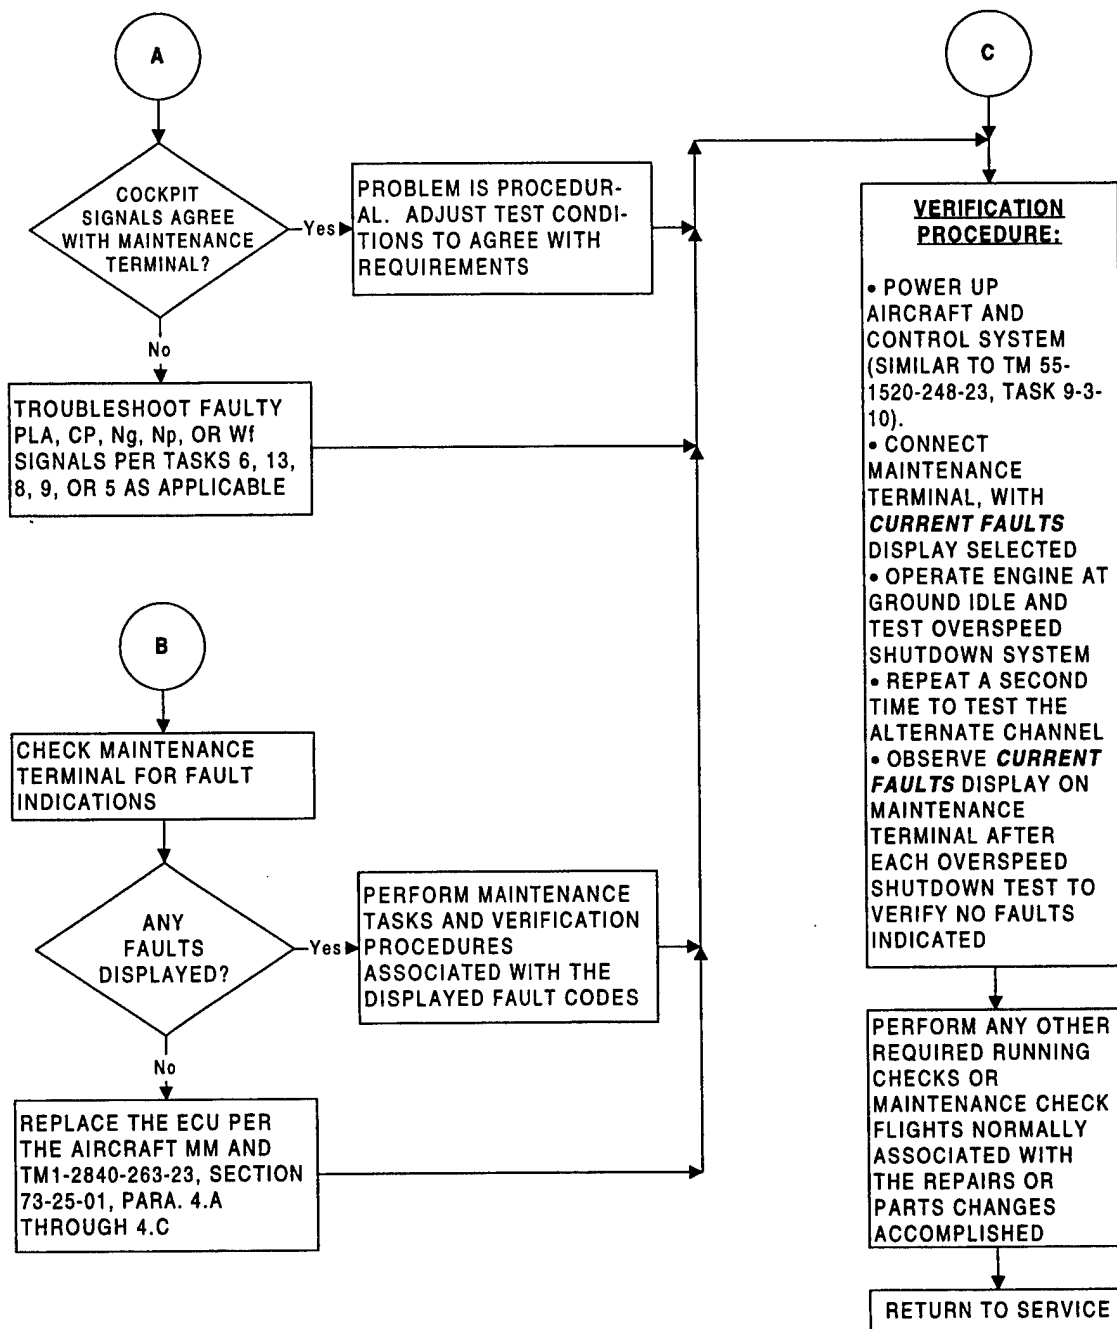 A
COCKPIT
SIGNALS AGREE
WITH MAINTENANCE
TERMINAL?
Yes
PROBLEM IS PROCEDUR-
AL. ADJUST TEST CONDI-
TIONS TO AGREE WITH
REQUIREMENTS
No
TROUBLESHOOT FAULTY
PLA, CP, Ng, Np, OR Wf
SIGNALS PER TASKS 6, 13,
8, 9, OR 5 AS APPLICABLE
B
CHECK MAINTENANCE
TERMINAL FOR FAULT
INDICATIONS
ANY
FAULTS
DISPLAYED?
Yes
PERFORM MAINTENANCE
TASKS AND VERIFICATION
PROCEDURES
ASSOCIATED WITH THE
DISPLAYED FAULT CODES
No
REPLACE THE ECU PER
THE AIRCRAFT MM AND
TM1-2840-263-23, SECTION
73-25-01, PARA. 4.A
THROUGH 4.C
C
VERIFICATION
PROCEDURE:
• POWER UP
AIRCRAFT AND
CONTROL SYSTEM
(SIMILAR TO TM 55-
1520-248-23, TASK 9-3-
10).
• CONNECT
MAINTENANCE
TERMINAL, WITH
CURRENT FAULTS
DISPLAY SELECTED
• OPERATE ENGINE AT
GROUND IDLE AND
TEST OVERSPEED
SHUTDOWN SYSTEM
• REPEAT A SECOND
TIME TO TEST THE
ALTERNATE CHANNEL
• OBSERVE CURRENT
FAULTS DISPLAY ON
MAINTENANCE
TERMINAL AFTER
EACH OVERSPEED
SHUTDOWN TEST TO
VERIFY NO FAULTS
INDICATED
PERFORM ANY OTHER
REQUIRED RUNNING
CHECKS OR
MAINTENANCE CHECK
FLIGHTS NORMALLY
ASSOCIATED WITH
THE REPAIRS OR
PARTS CHANGES
ACCOMPLISHED
RETURN TO SERVICE